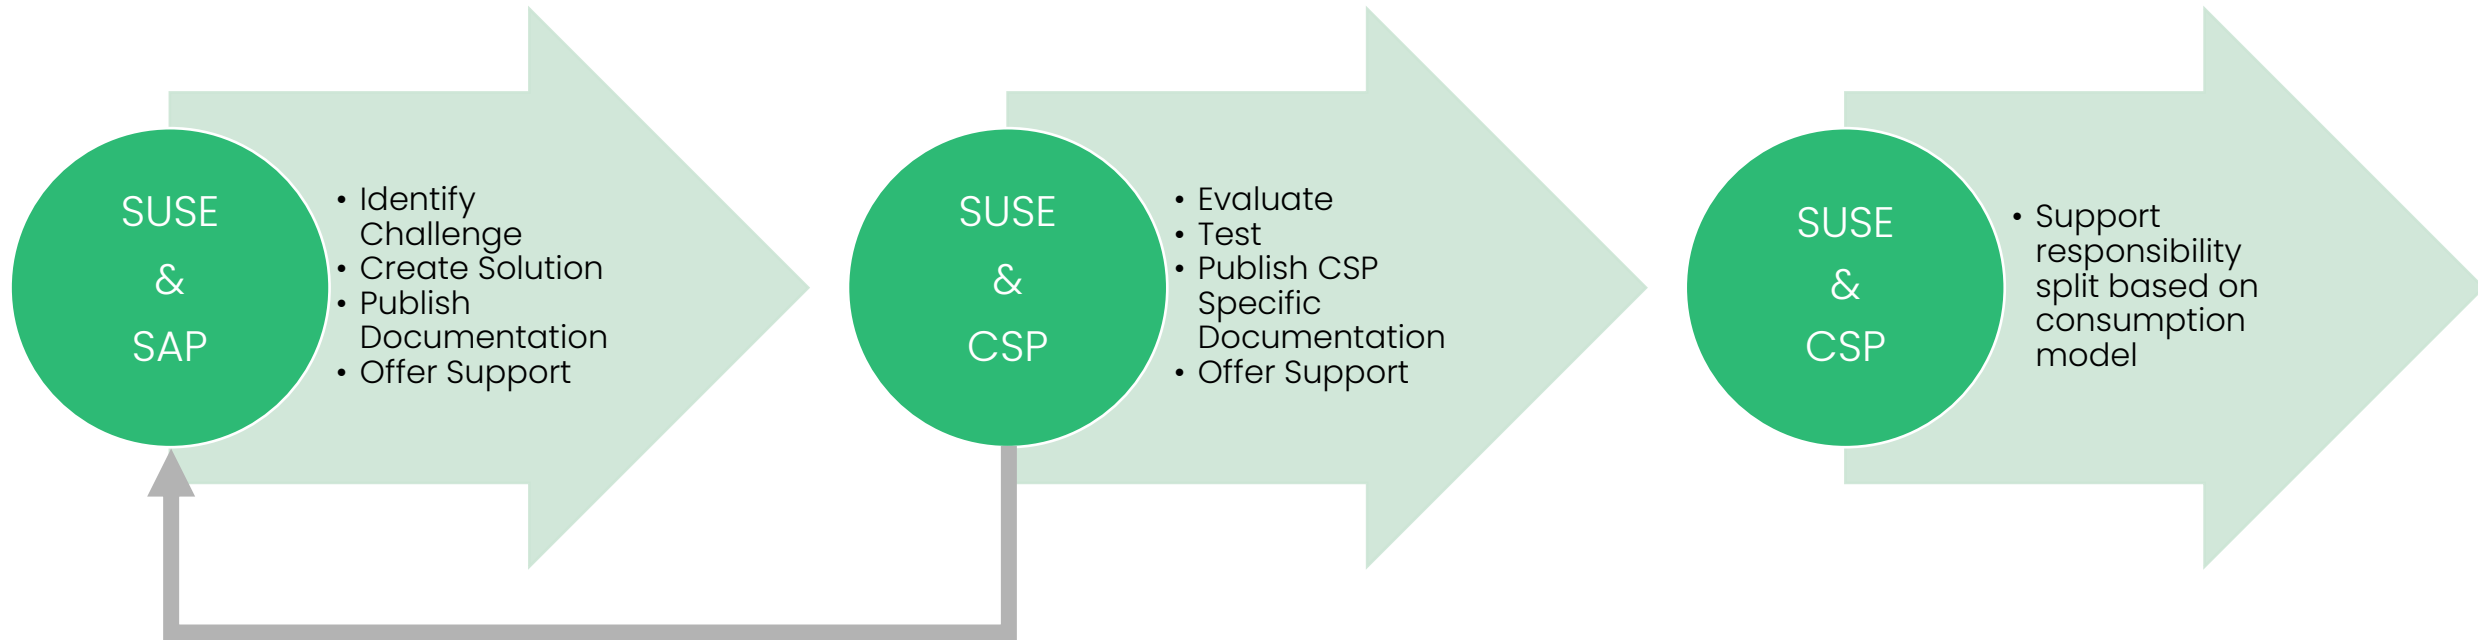 SUSE
&
SAP
• Identify
Challenge
• Create Solution
• Publish
Documentation
• Offer Support
SUSE
&
CSP
• Evaluate
• Test
• Publish CSP
Specific
Documentation
• Offer Support
SUSE
&
CSP
• Support
responsibility
split based on
consumption
model